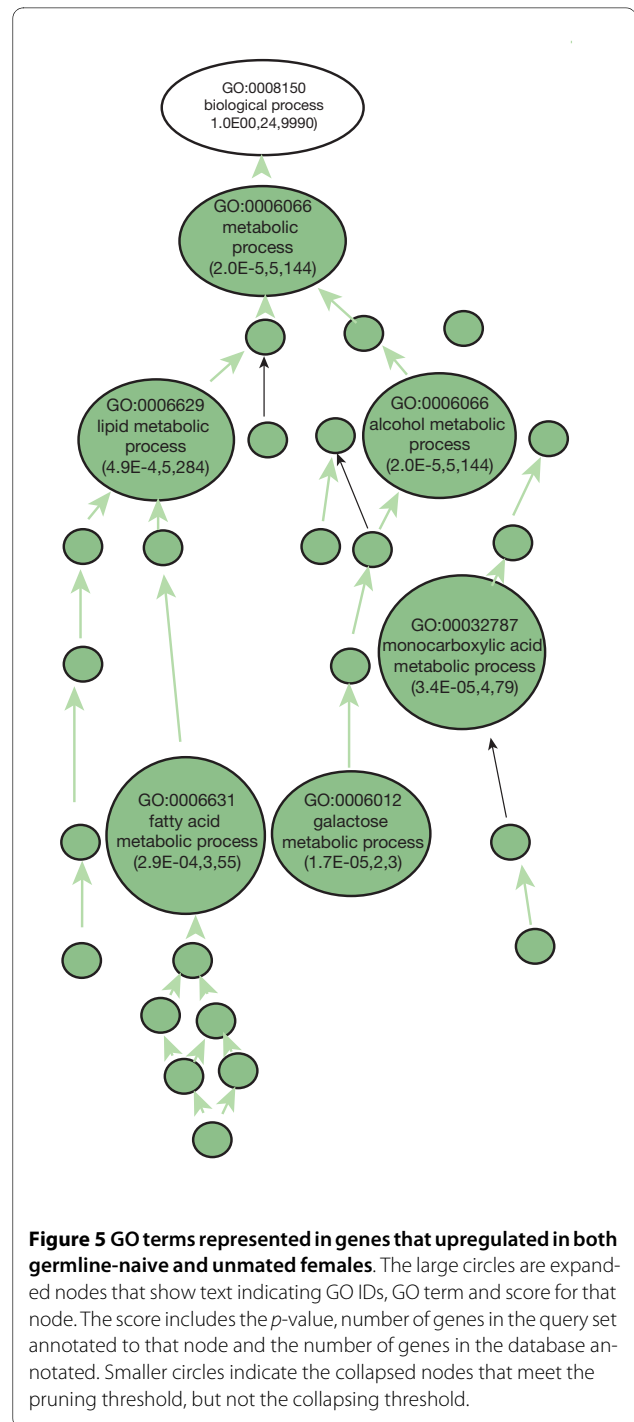 GO:0008150
biological process
1.0E00,24,9990)
GO:0006066
metabolic
process
(2.0E-5,5,144)
GO:0006629
lipid metabolic
process
(4.9E-4,5,284)
GO:0006066
alcohol metabolic
process
(2.0E-5,5,144)
GO:00032787
monocarboxylic acid
metabolic process
(3.4E-05,4,79)
GO:0006631
fatty acid
metabolic process
(2.9E-04,3,55)
GO:0006012
galactose
metabolic process
(1.7E-05,2,3)
Figure 5 GO terms represented in genes that upregulated in both
germline-naive and unmated females. The large circles are expand-
ed nodes that show text indicating GO IDs, GO term and score for that
node. The score includes the p-value, number of genes in the query set
annotated to that node and the number of genes in the database an-
notated. Smaller circles indicate the collapsed nodes that meet the
pruning threshold, but not the collapsing threshold.